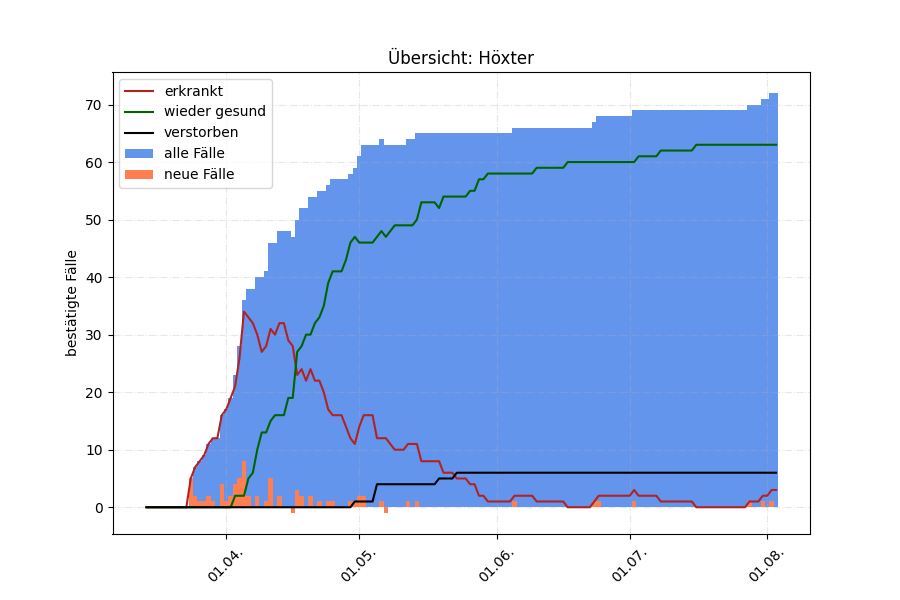 Übersicht: Höxter
erkrankt
wieder gesund
verstorben
alle Fälle
neue Fälle
bestätigte Fälle
70
60
50
40
30
20
10
0
01.04.
01.05.
01.06.
01.07.
01.08.